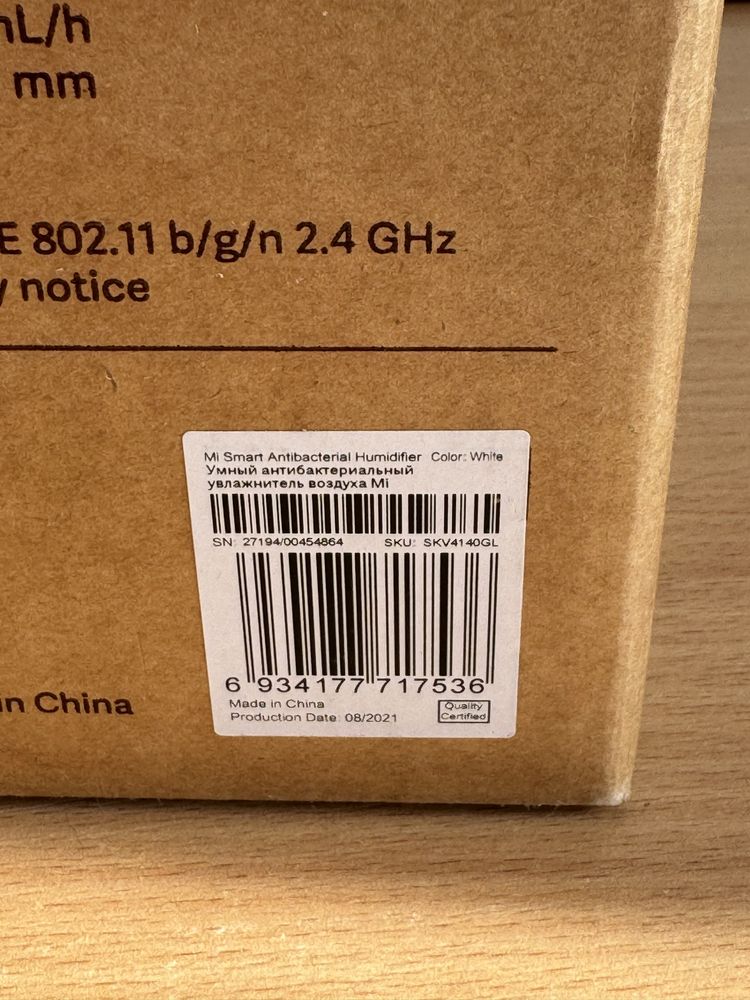 mL/h
mm
E 802.11 b/g/n 2.4 GHz
y notice
Mi Smart Antibacterial Humidifier Color: White
Умный антибактериальный
увлажнитель воздуха Mi
SN: 27194/00454864 SKU: SKV4140GL
6 934177 717536
in China
Made in China
Production Date: 08/2021
Quality
Certified